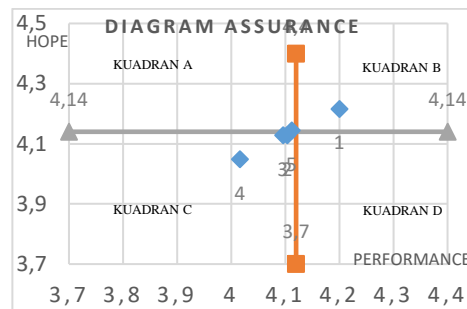 DIAGRAM ASSURANCE
4,5
HOPE
KUADRAN A
KUADRAN B
4,3
4,14
4,14
4,1
1
5
3
2
4
3,9
KUADRAN C
KUADRAN D
3,7
PERFORMANCE
3,7
3,7 3,8 3,9 4 4,1 4,2 4,3 4,4